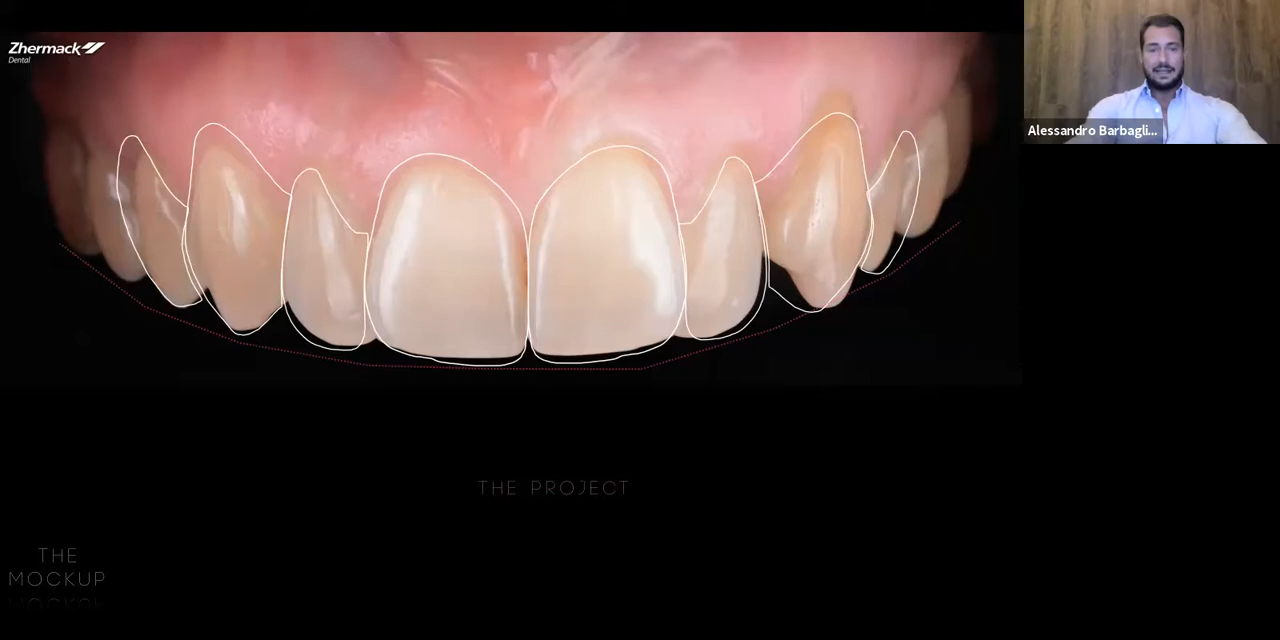 Zhermack
Dental
Alessandro Barbagli...
THE PROJECT
THE
MOCKUP